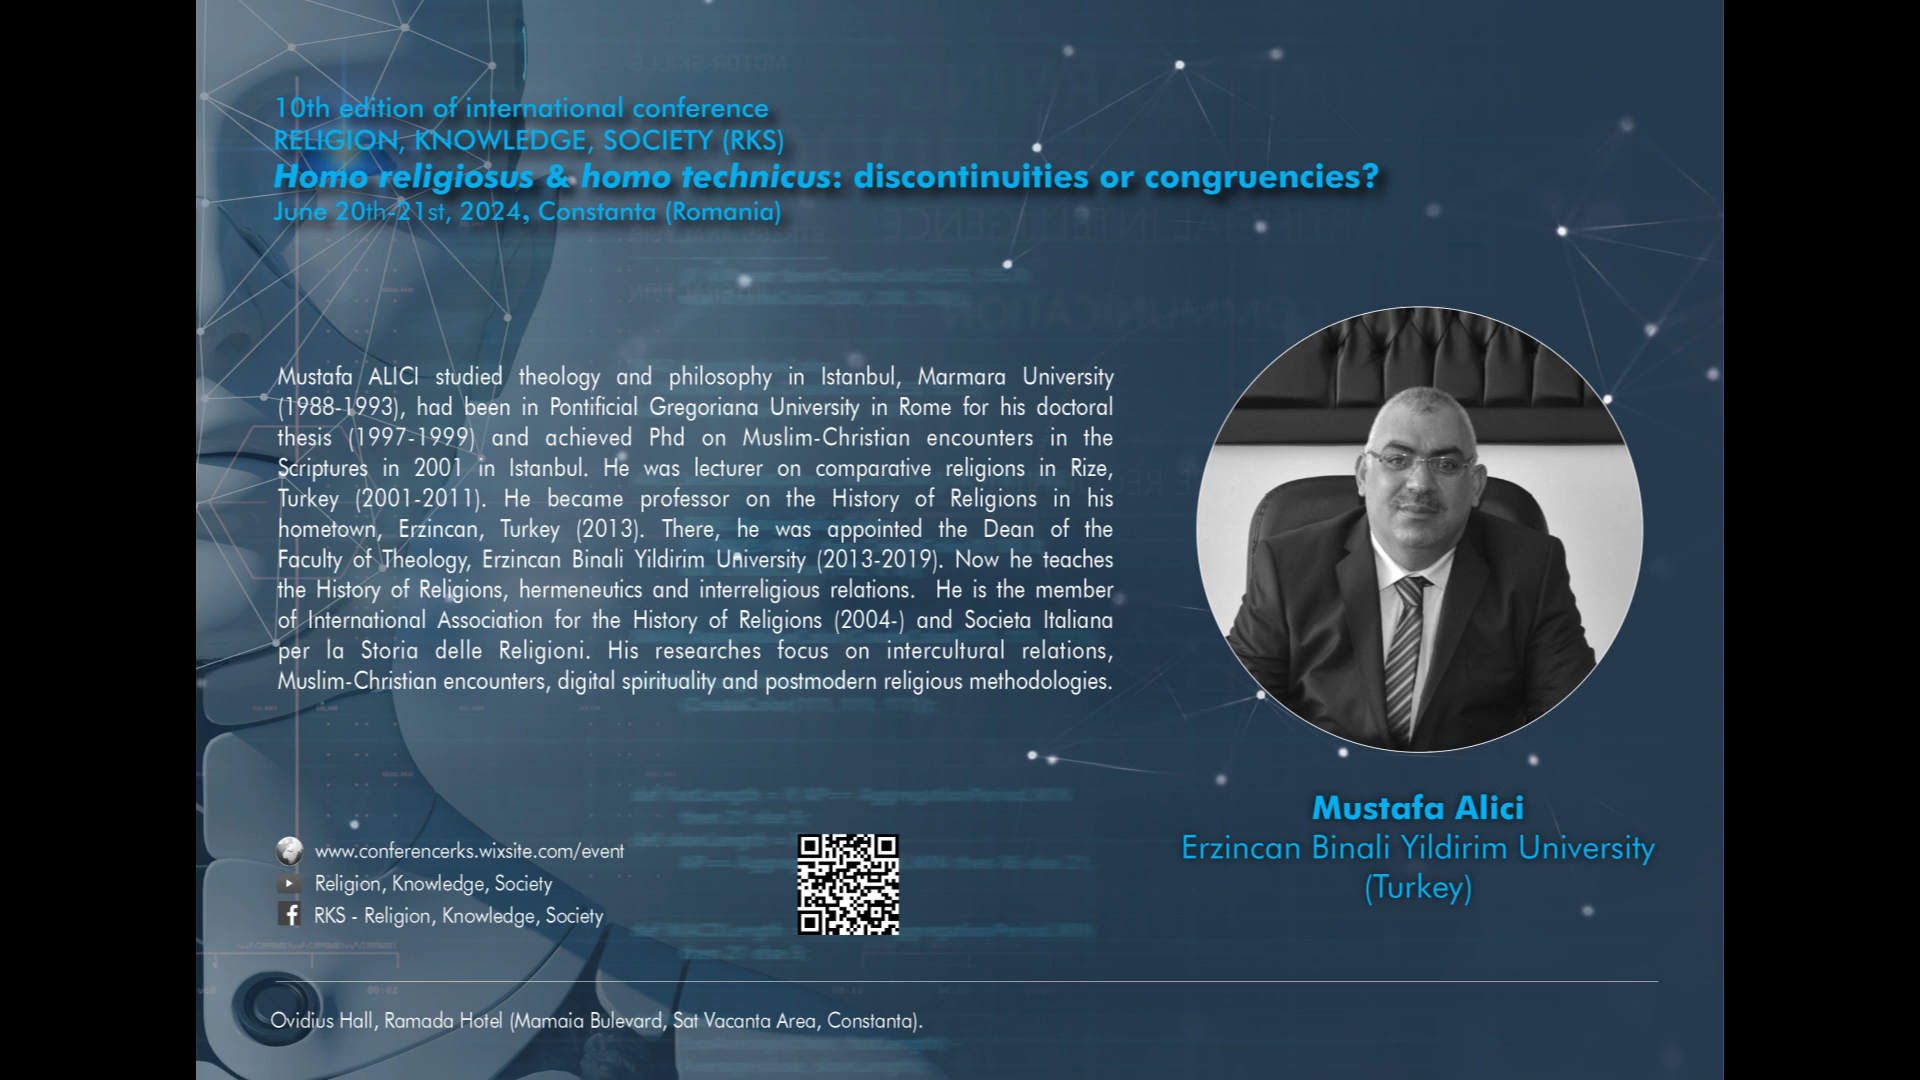 10th edition of international conference
RELIGION, KNOWLEDGE, SOCIETY (RKS)
Homo religiosus & homo technicus: discontinuities or congruencies?
June 20th-21st, 2024, Constanta (Romania)
Mustafa ALICI studied theology and philosophy in Istanbul, Marmara University
(1988-1993), had been in Pontificial Gregoriana University in Rome for his doctoral
thesis (1997-1999) and achieved Phd on Muslim-Christian encounters in the
Scriptures in 2001 in Istanbul. He was lecturer on comparative religions in Rize,
Turkey (2001-2011). He became professor on the History of Religions in his
hometown, Erzincan, Turkey (2013). There, he was appointed the Dean of the
Faculty of Theology, Erzincan Binali Yildirim University (2013-2019). Now he teaches
the History of Religions, hermeneutics and interreligious relations. He is the member
of International Association for the History of Religions (2004-) and Societa Italiana
per la Storia delle Religioni. His researches focus on intercultural relations,
Muslim-Christian encounters, digital spirituality and postmodern religious methodologies.
Mustafa Alici
Erzincan Binali Yildirim University
(Turkey)
www.conferencerks.wixsite.com/event
Religion, Knowledge, Society
RKS - Religion, Knowledge, Society
Ovidius Hall, Ramada Hotel (Mamaia Bulevard, Sat Vacanta Area, Constanta).